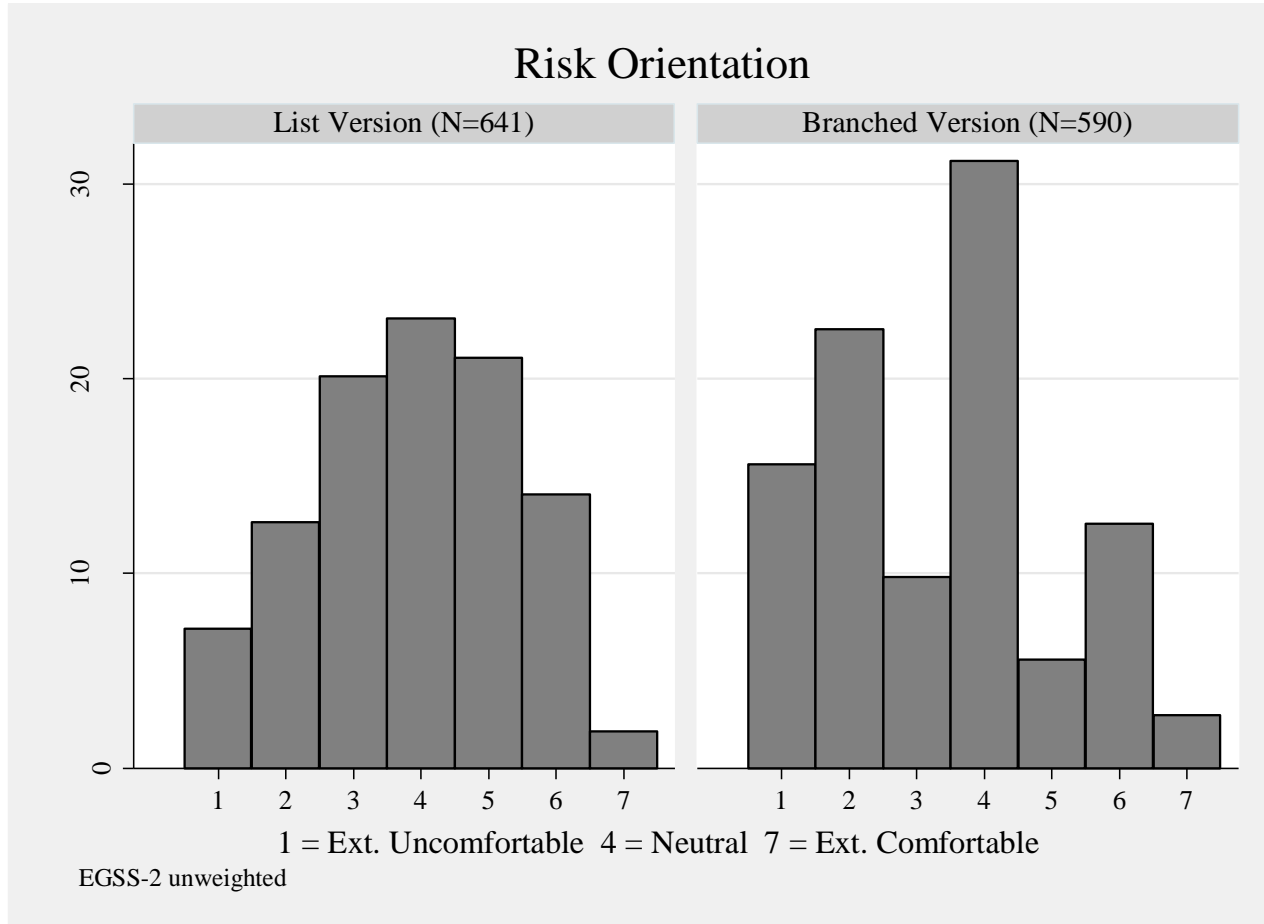 Risk Orientation
List Version (N=641)
Branched Version (N=590)
30
20
10
0
1 2 3 4 5 6 7
1 2 3 4 5 6 7
1 = Ext. Uncomfortable 4 = Neutral 7 = Ext. Comfortable
EGSS-2 unweighted